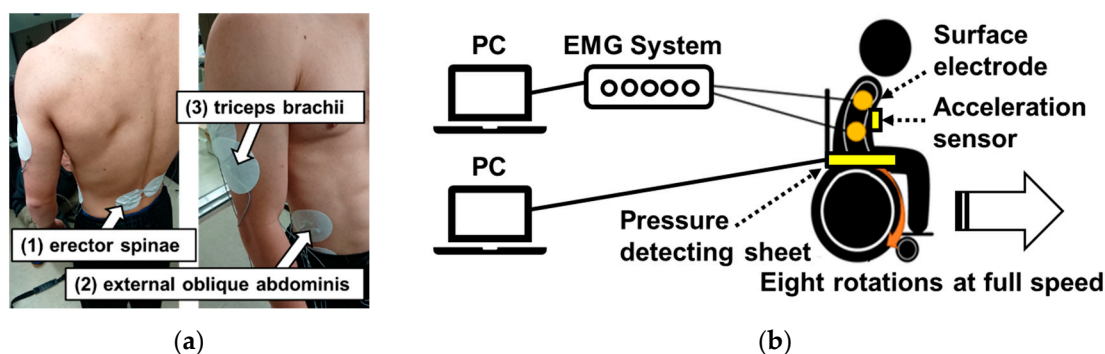 (3) triceps brachii
(1) erector spinae
(2) external oblique abdominis
(a)
PC
EMG System
Surface
electrode
Acceleration
sensor
PC
Pressure
detecting sheet
Eight rotations at full speed
(b)